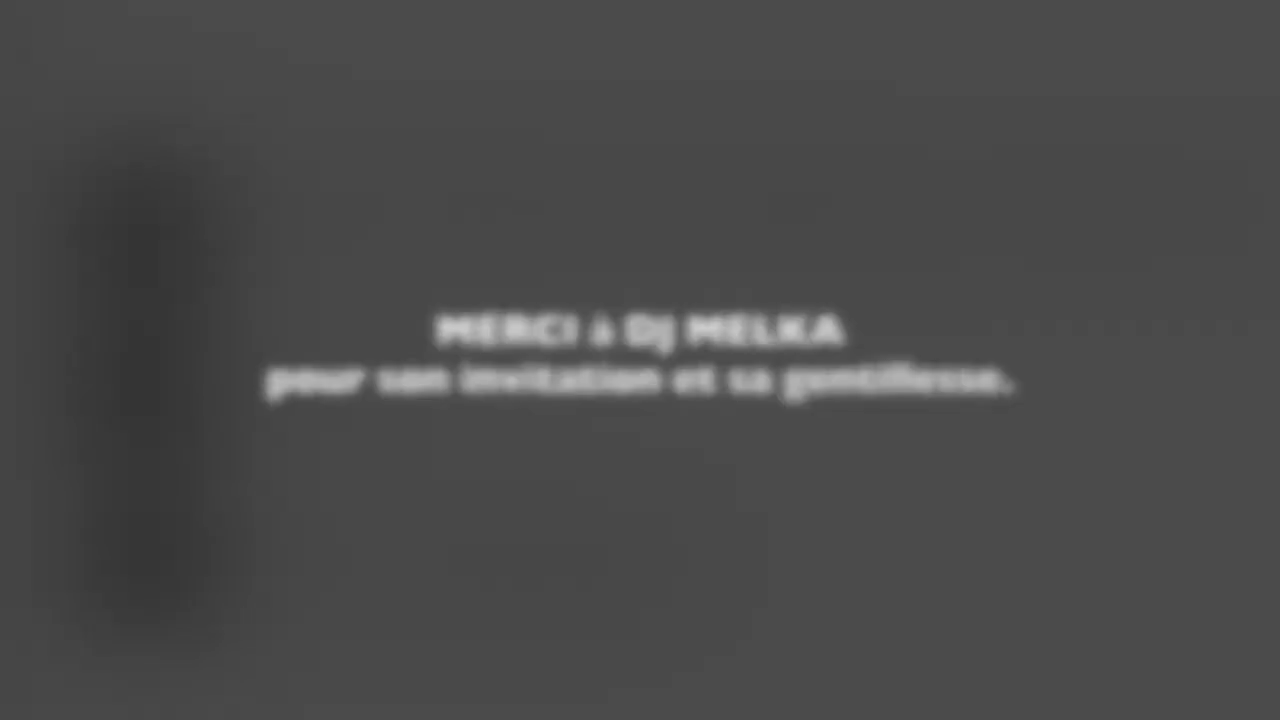 MERCI à DJ MELKA
pour son invitation et sa gentillesse.